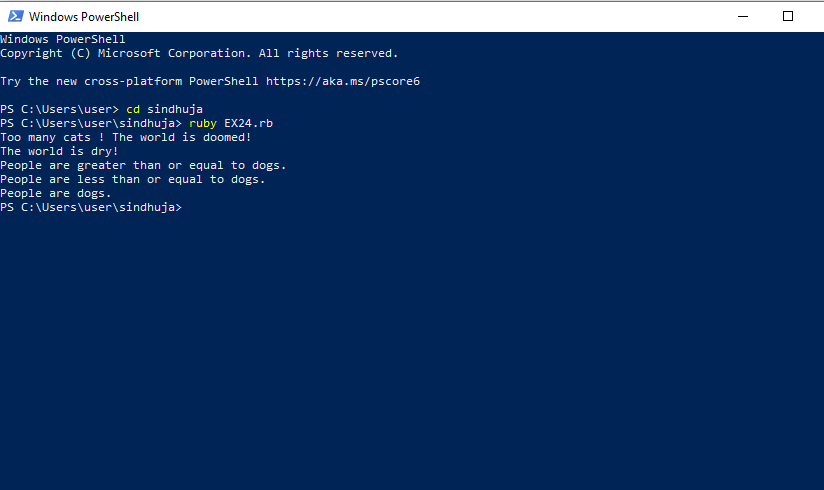 Windows PowerShell
Windows PowerShell
Copyright (C) Microsoft Corporation. All rights reserved.
Try the new cross-platform PowerShell https://aka.ms/pscore6
PS C:\Users\user> cd sindhuja
PS C:\Users\user\sindhuja> ruby EX24.rb
Too many cats ! The world is doomed!
The world is dry!
People are greater than or equal to dogs.
People are less than or equal to dogs.
People are dogs.
PS C:\Users\user\sindhuja>